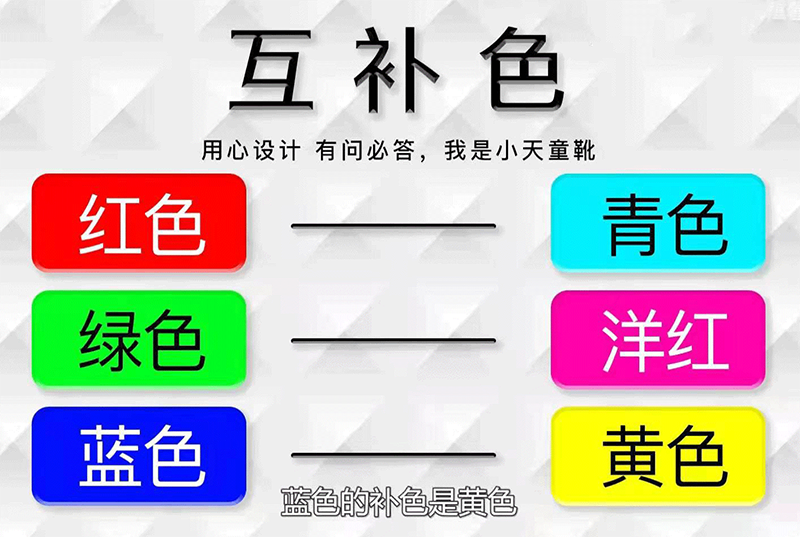 互补色
用心设计 有问必答，我是小天童靴
红色 青色
绿色 洋红
蓝色 黄色
蓝色的补色是黄色